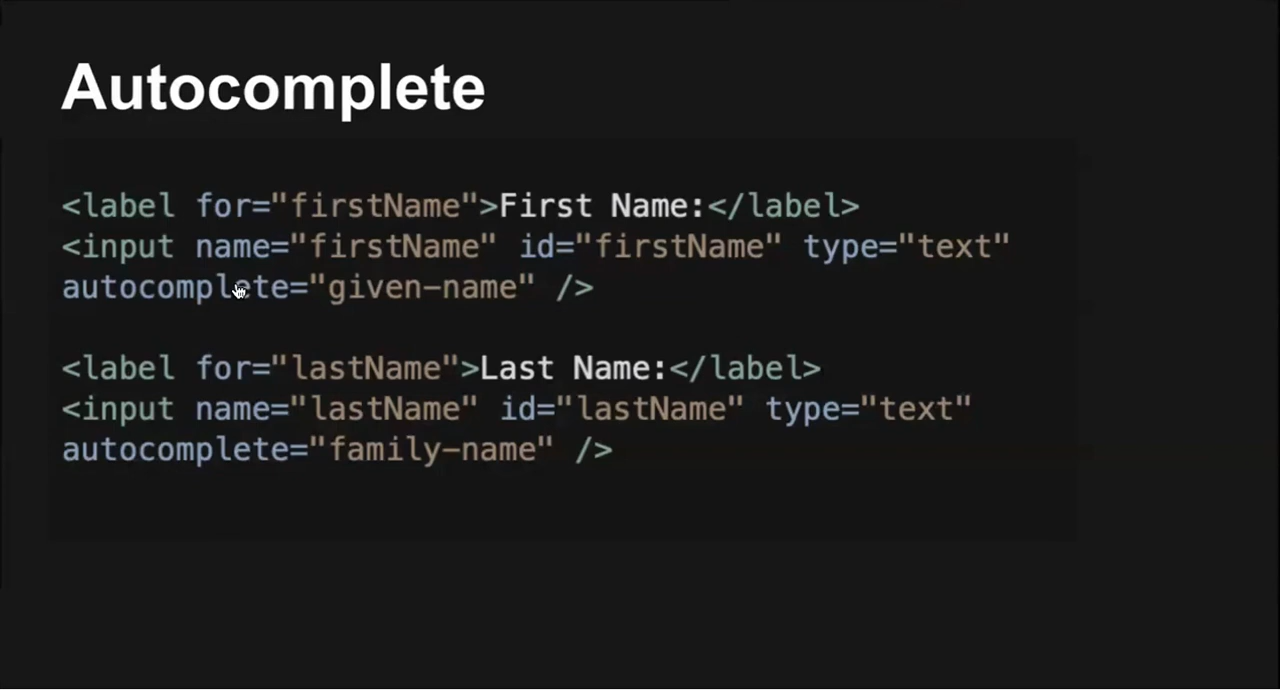 Autocomplete
<label for="firstName">First Name:</label>
<input name="firstName" id="firstName" type="text"
autocomplete="given-name" />
<label for="lastName">Last Name:</label>
<input name="lastName" id="lastName" type="text"
autocomplete="family-name" />